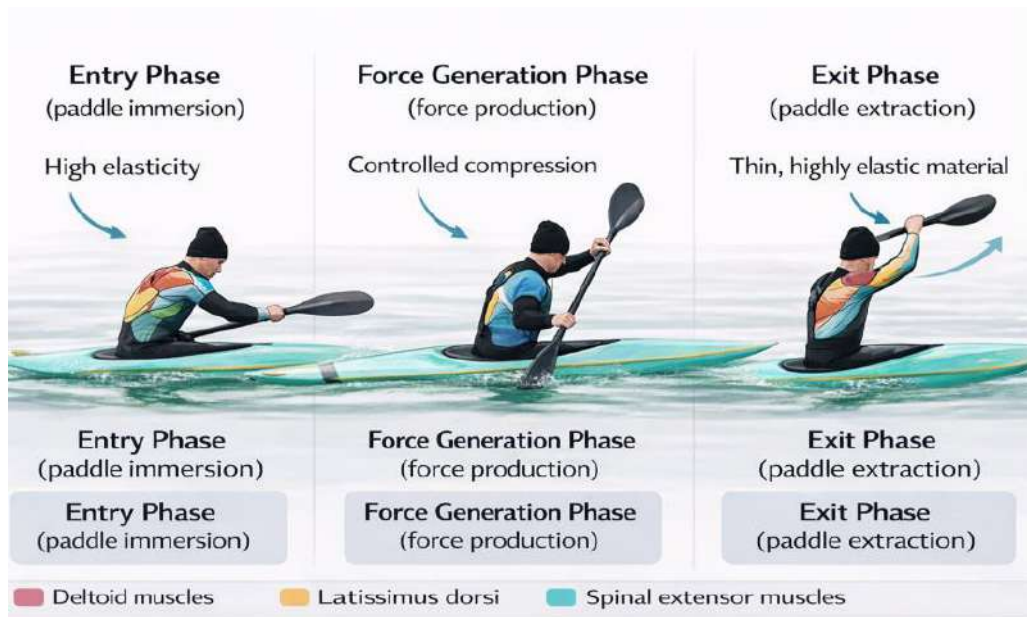 Entry Phase
(paddle immersion)
Force Generation Phase
(force production)
Exit Phase
(paddle extraction)
High elasticity
Controlled compression
Thin, highly elastic material
Entry Phase
(paddle immersion)
Force Generation Phase
(force production)
Exit Phase
(paddle extraction)
Entry Phase
(paddle immersion)
Force Generation Phase
(force production)
Exit Phase
(paddle extraction)
Deltoid muscles
Latissimus dorsi
Spinal extensor muscles